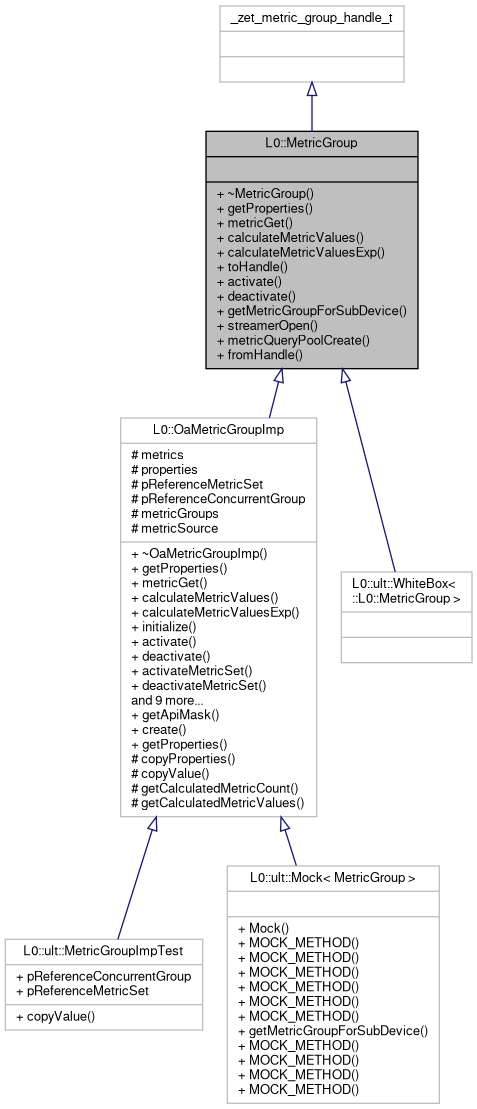 _zet_metric_group_handle_t
L0::MetricGroup
+ ~MetricGroup()
+ getProperties()
+ metricGet()
+ calculateMetricValues()
+ calculateMetricValuesExp()
+ toHandle()
+ activate()
+ deactivate()
+ getMetricGroupForSubDevice()
+ streamerOpen()
+ metricQueryPoolCreate()
+ fromHandle()
L0::OaMetricGroupImp
# metrics
# properties
# pReferenceMetricSet
# pReferenceConcurrentGroup
# metricGroups
# metricSource
+ ~OaMetricGroupImp()
+ getProperties()
+ metricGet()
+ calculateMetricValues()
+ calculateMetricValuesExp()
+ initialize()
+ activate()
+ deactivate()
+ activateMetricSet()
+ deactivateMetricSet()
and 9 more...
+ getApiMask()
+ create()
+ getProperties()
# copyProperties()
# copyValue()
# getCalculatedMetricCount()
# getCalculatedMetricValues()
L0::ult::WhiteBox<
::L0::MetricGroup >
L0::ult::MetricGroupImpTest
+ pReferenceConcurrentGroup
+ pReferenceMetricSet
+ copyValue()
L0::ult::Mock< MetricGroup >
+ Mock()
+ MOCK_METHOD()
+ MOCK_METHOD()
+ MOCK_METHOD()
+ MOCK_METHOD()
+ MOCK_METHOD()
+ MOCK_METHOD()
+ getMetricGroupForSubDevice()
+ MOCK_METHOD()
+ MOCK_METHOD()
+ MOCK_METHOD()
+ MOCK_METHOD()